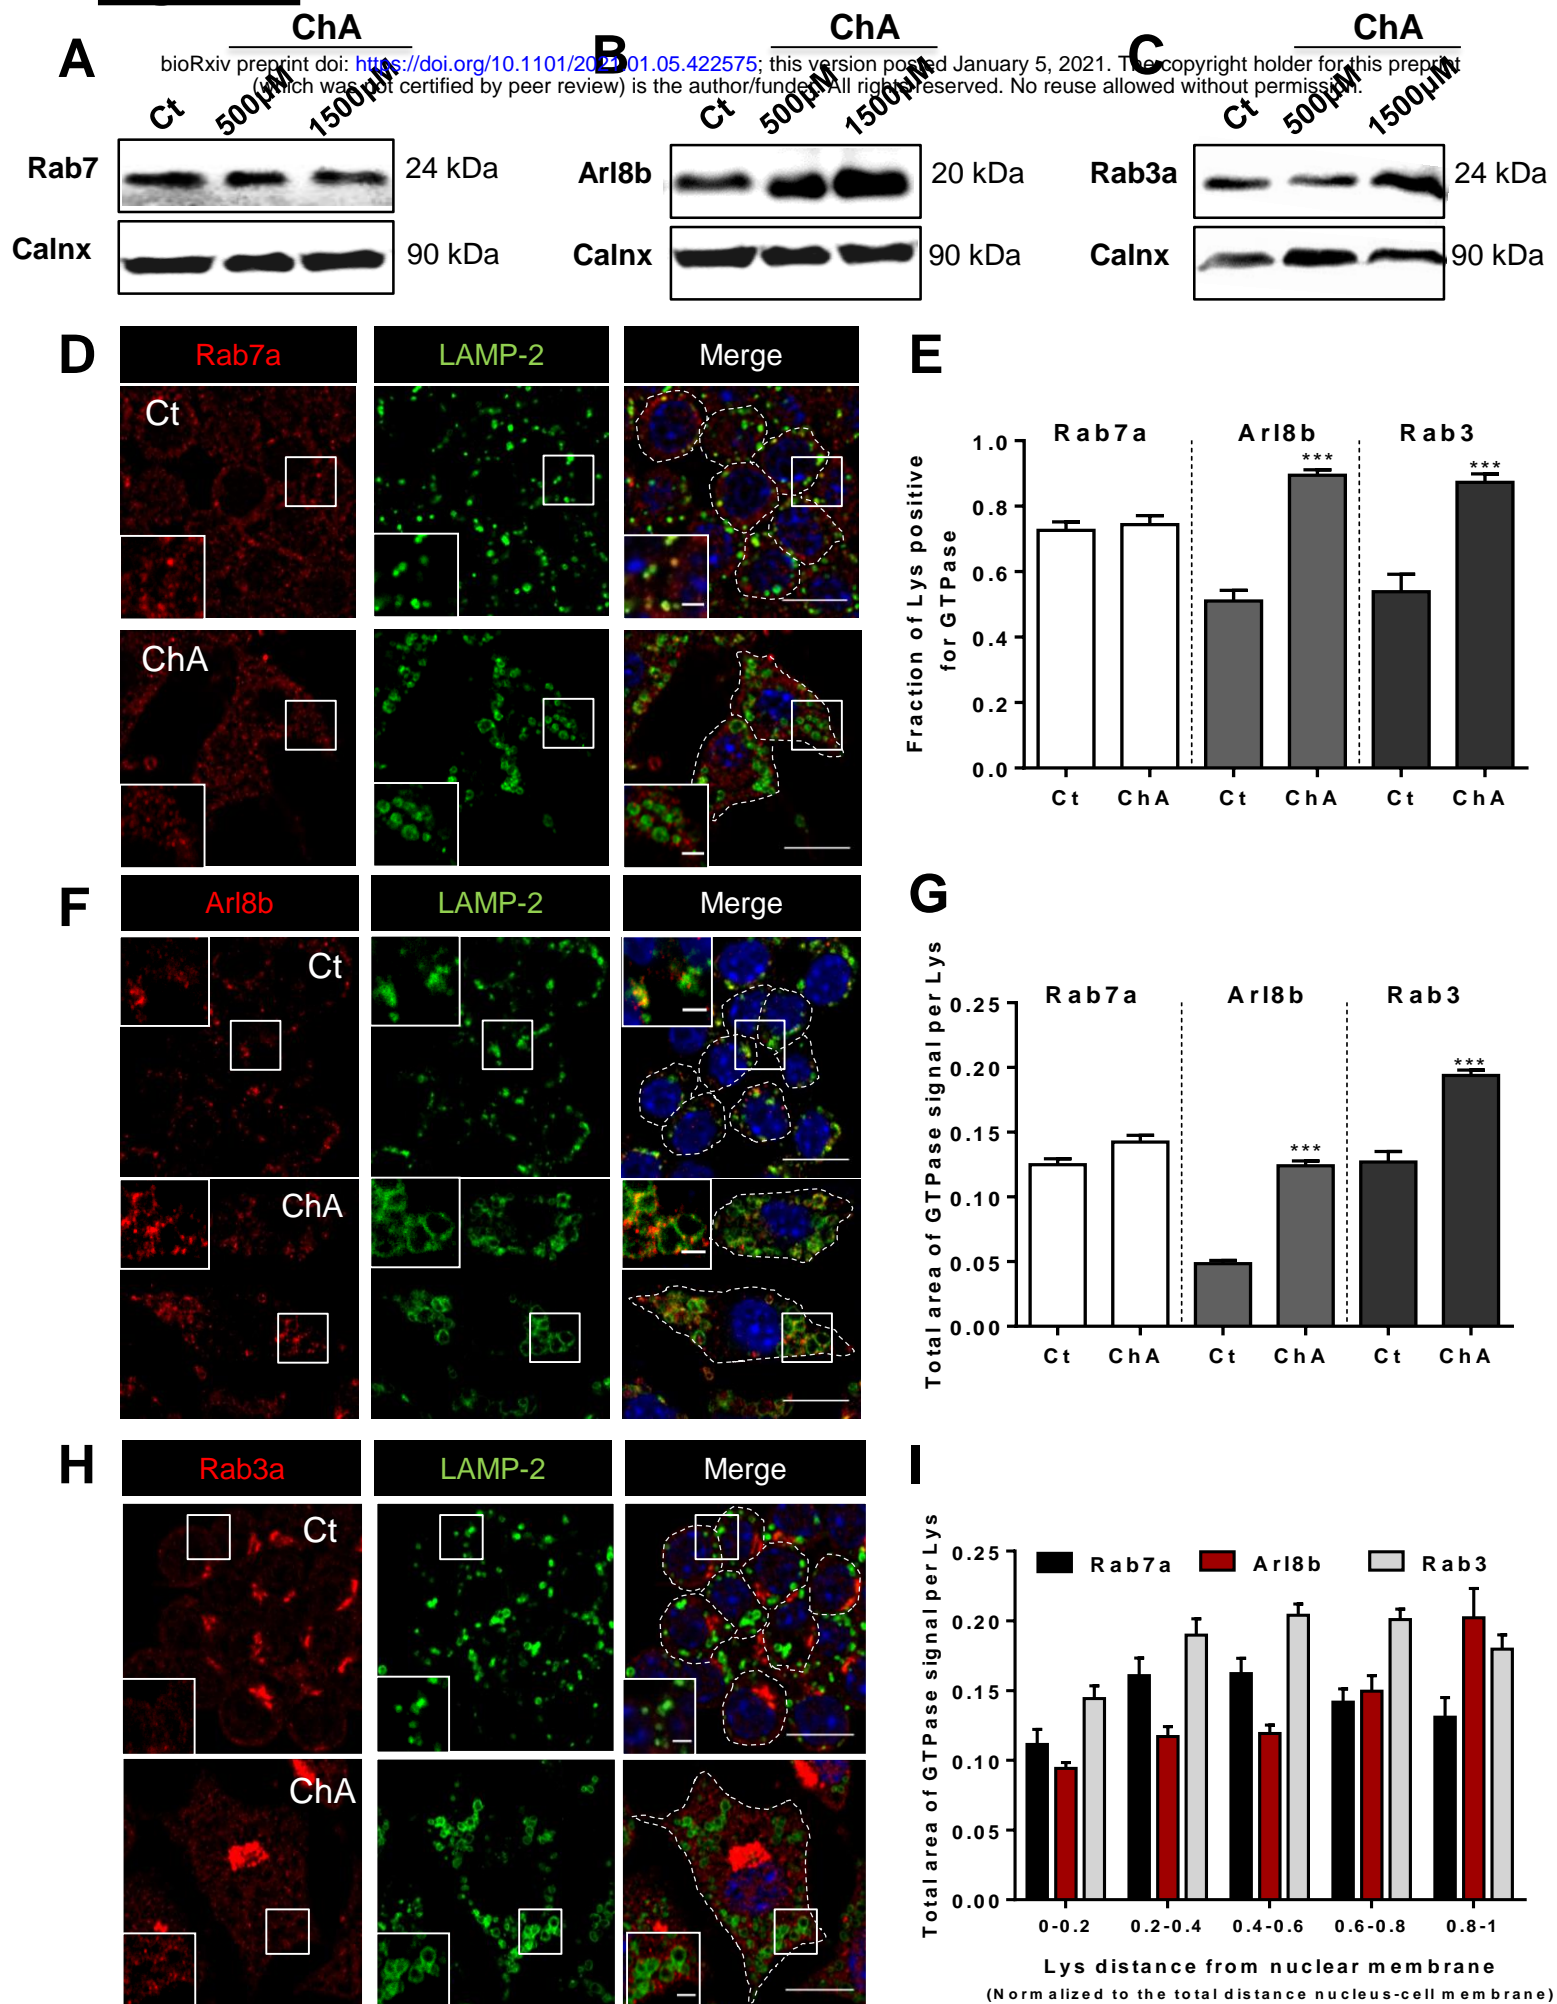 ChA
ChA
ChA
A
B
C
bioRxiv preprint doi: https://doi.org/10.1101/2021.01.05.422575; this version posted January 5, 2021. The copyright holder for this preprint
(which was not certified by peer review) is the author/funder. All rights reserved. No reuse allowed without permission.
Ct 500µM 1500µM
Ct 500µM 1500µM
Ct 500µM 1500µM
Rab7 24 kDa
Arl8b 20 kDa
Rab3a 24 kDa
Calnx 90 kDa
Calnx 90 kDa
Calnx 90 kDa
D
Rab7a LAMP-2 Merge
Ct
ChA
E
Fraction of Lys positive
for GTPase
Rab7a Arl8b Rab3
1.0
0.8
0.6
0.4
0.2
0.0
*** ***
Ct ChA Ct ChA Ct ChA
F
Arl8b LAMP-2 Merge
Ct
ChA
G
Total area of GTPase signal per Lys
Rab7a Arl8b Rab3
0.25
0.20
0.15
0.10
0.05
0.00
*** ***
Ct ChA Ct ChA Ct ChA
H
Rab3a LAMP-2 Merge
Ct
ChA
I
Total area of GTPase signal per Lys
0.25
0.20
0.15
0.10
0.05
0.00
Rab7a Arl8b Rab3
0-0.2 0.2-0.4 0.4-0.6 0.6-0.8 0.8-1
Lys distance from nuclear membrane
(Normalized to the total distance nucleus-cell membrane)